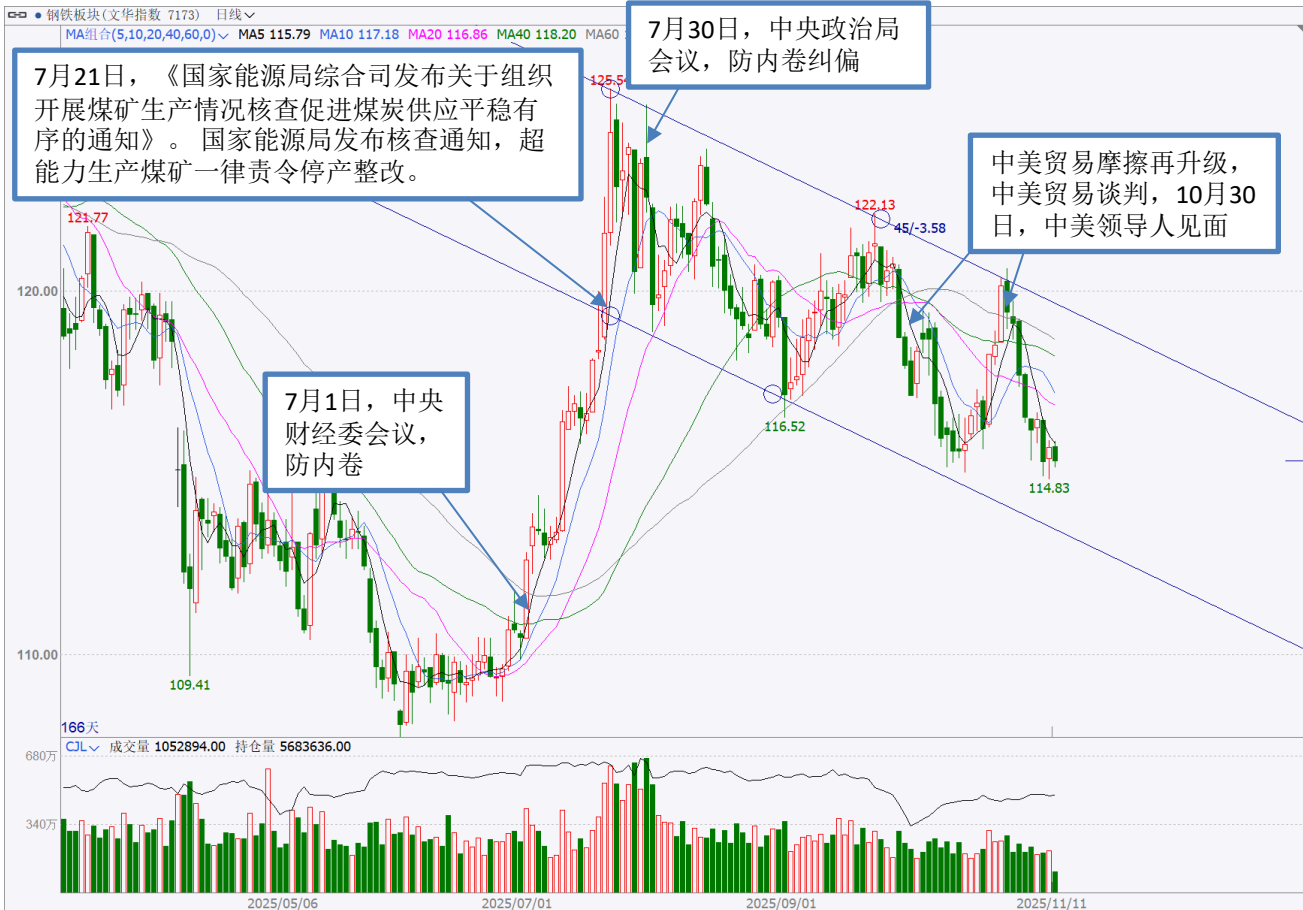 钢铁板块(文华指数 7173) 日线
MA组合(5,10,20,40,60,0) MA5 115.79 MA10 117.18 MA20 116.86 MA40 118.20 MA60
7月21日，《国家能源局综合司发布关于组织
开展煤矿生产情况核查促进煤炭供应平稳有
序的通知》。 国家能源局发布核查通知，超
能力生产煤矿一律责令停产整改。
7月30日，中央政治局
会议，防内卷纠偏
125.54
中美贸易摩擦再升级，
中美贸易谈判，10月30
日，中美领导人见面
121.77
122.13
45/-3.58
120.00
7月1日，中央
财经委会议，
防内卷
116.52
114.83
110.00
109.41
166天
CJL 成交量 1052894.00 持仓量 5683636.00
680万
340万
2025/05/06
2025/07/01
2025/09/01
2025/11/11